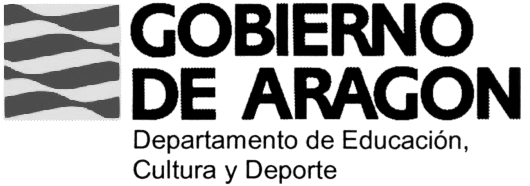 GOBIERNO
DE ARAGON
Departamento de Educación,
Cultura y Deporte